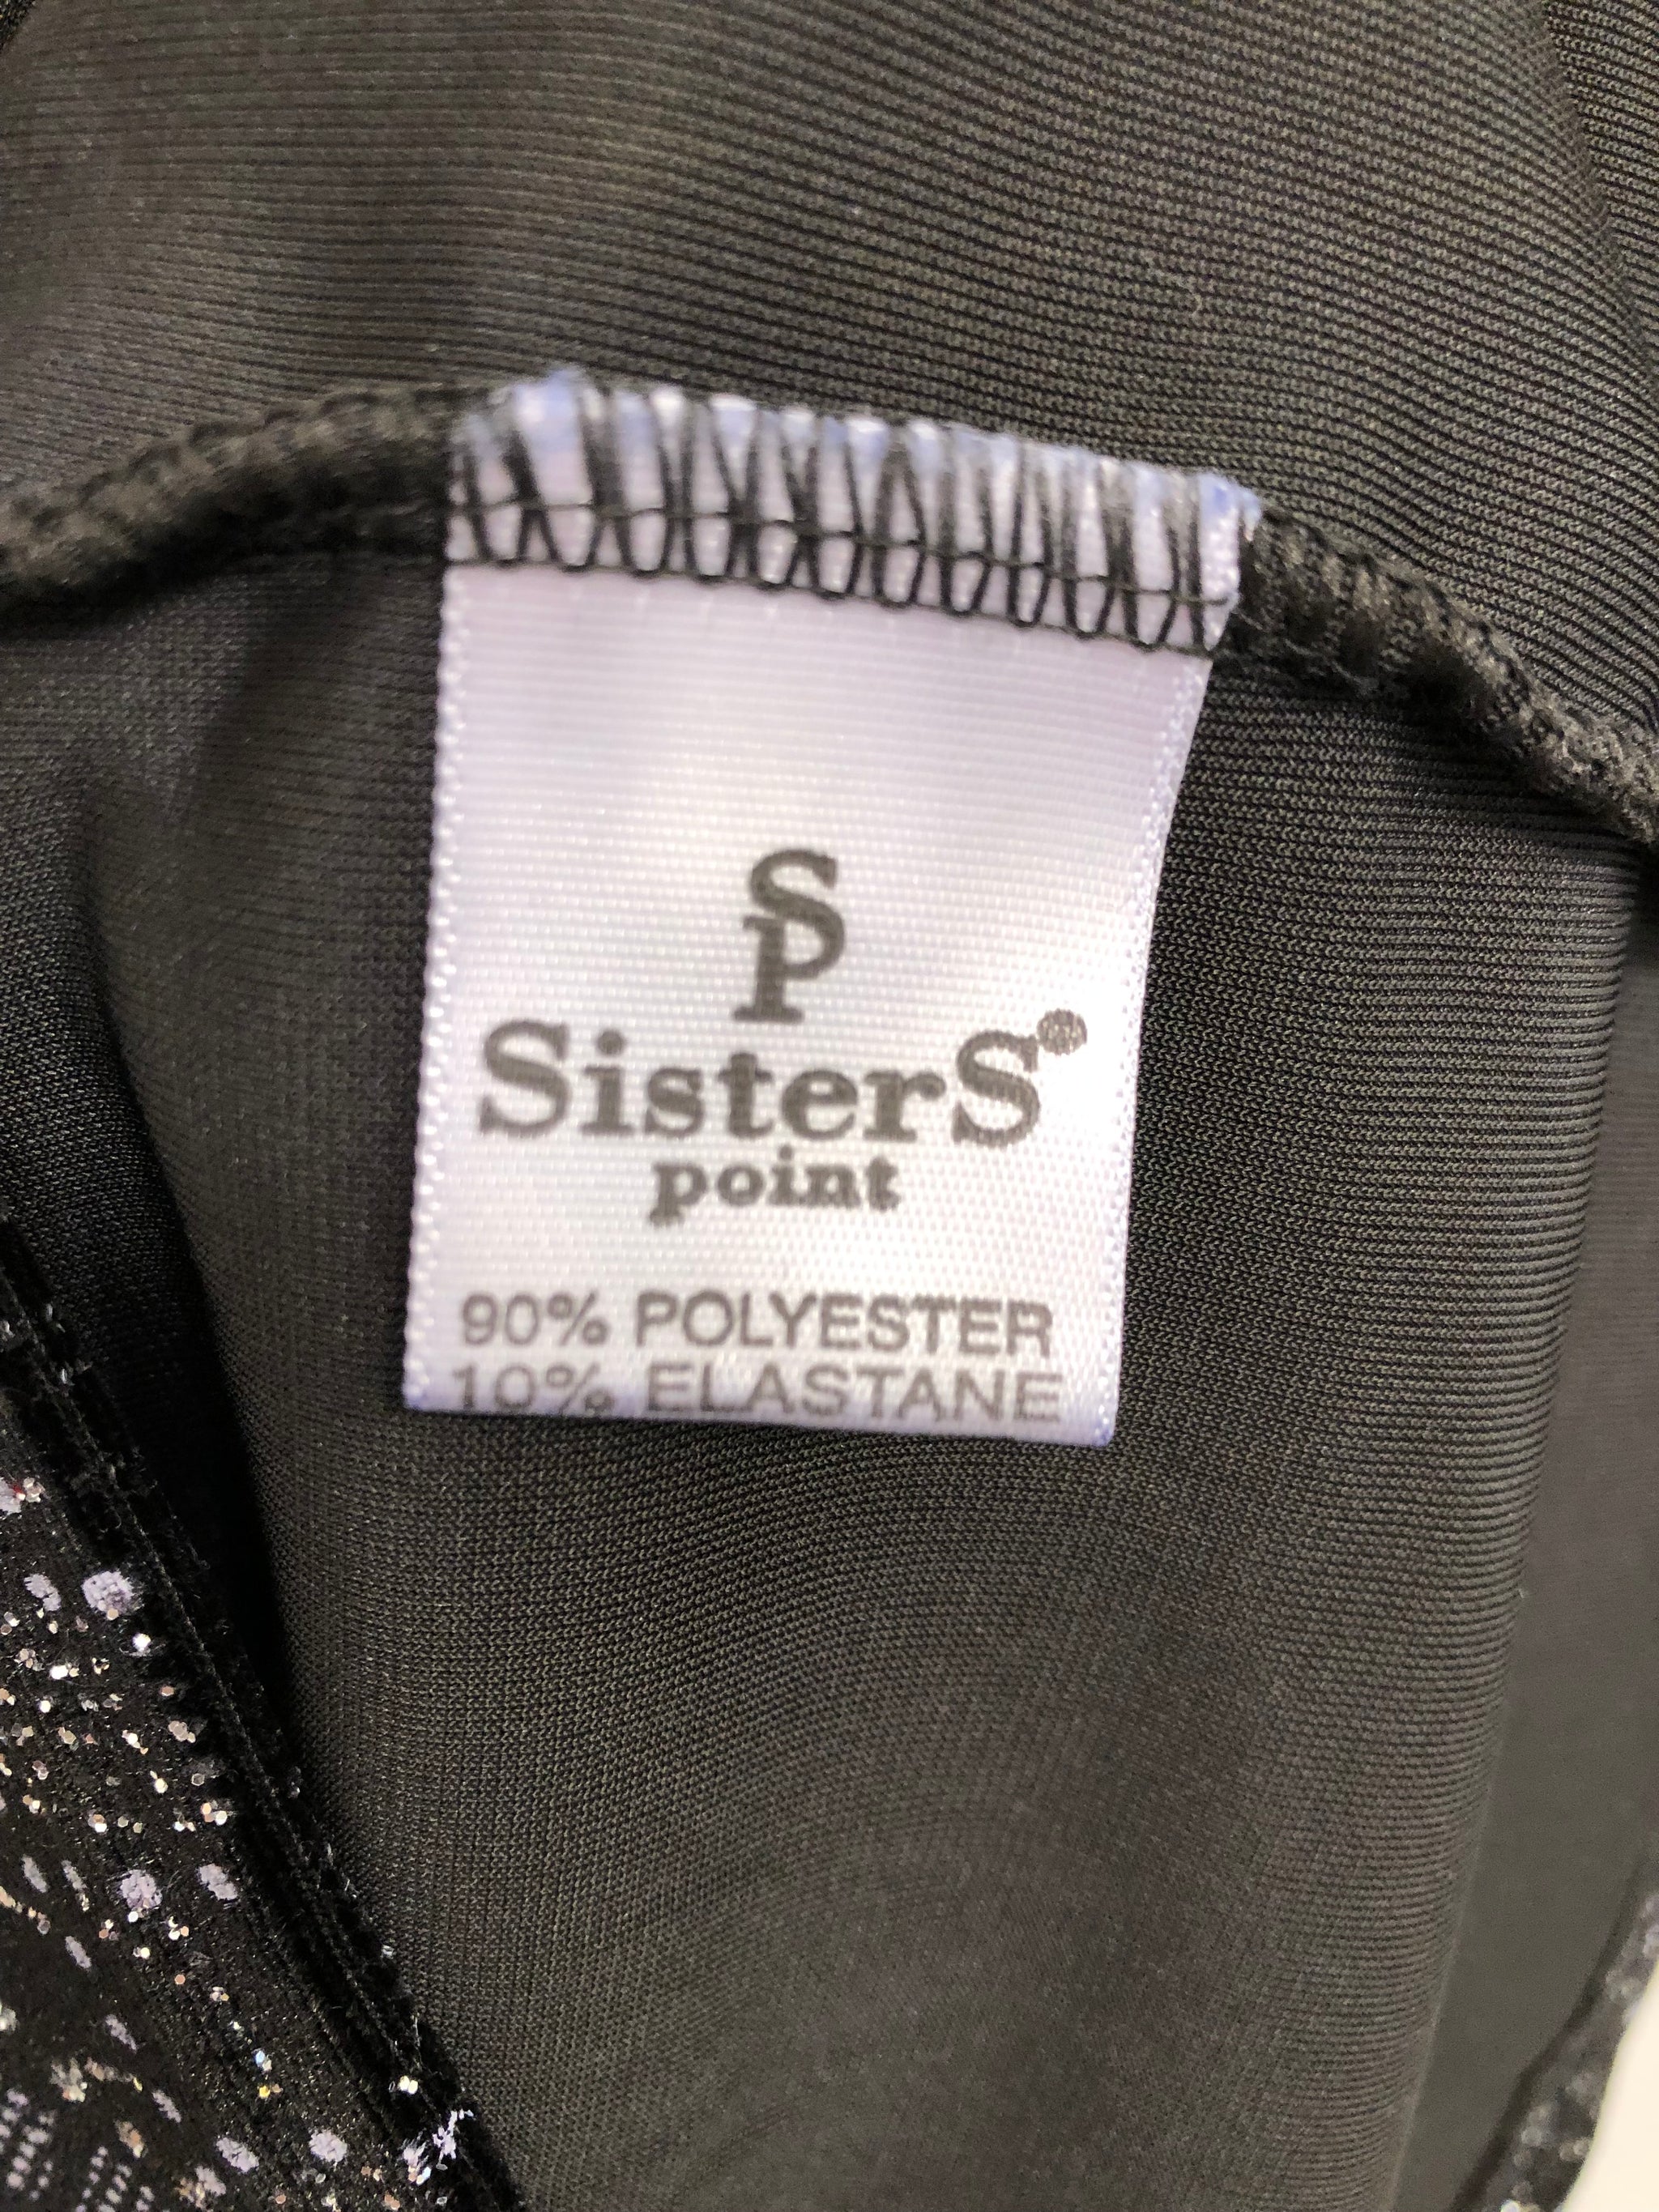 SP
SisterS
point
90% POLYESTER
10% ELASTANE